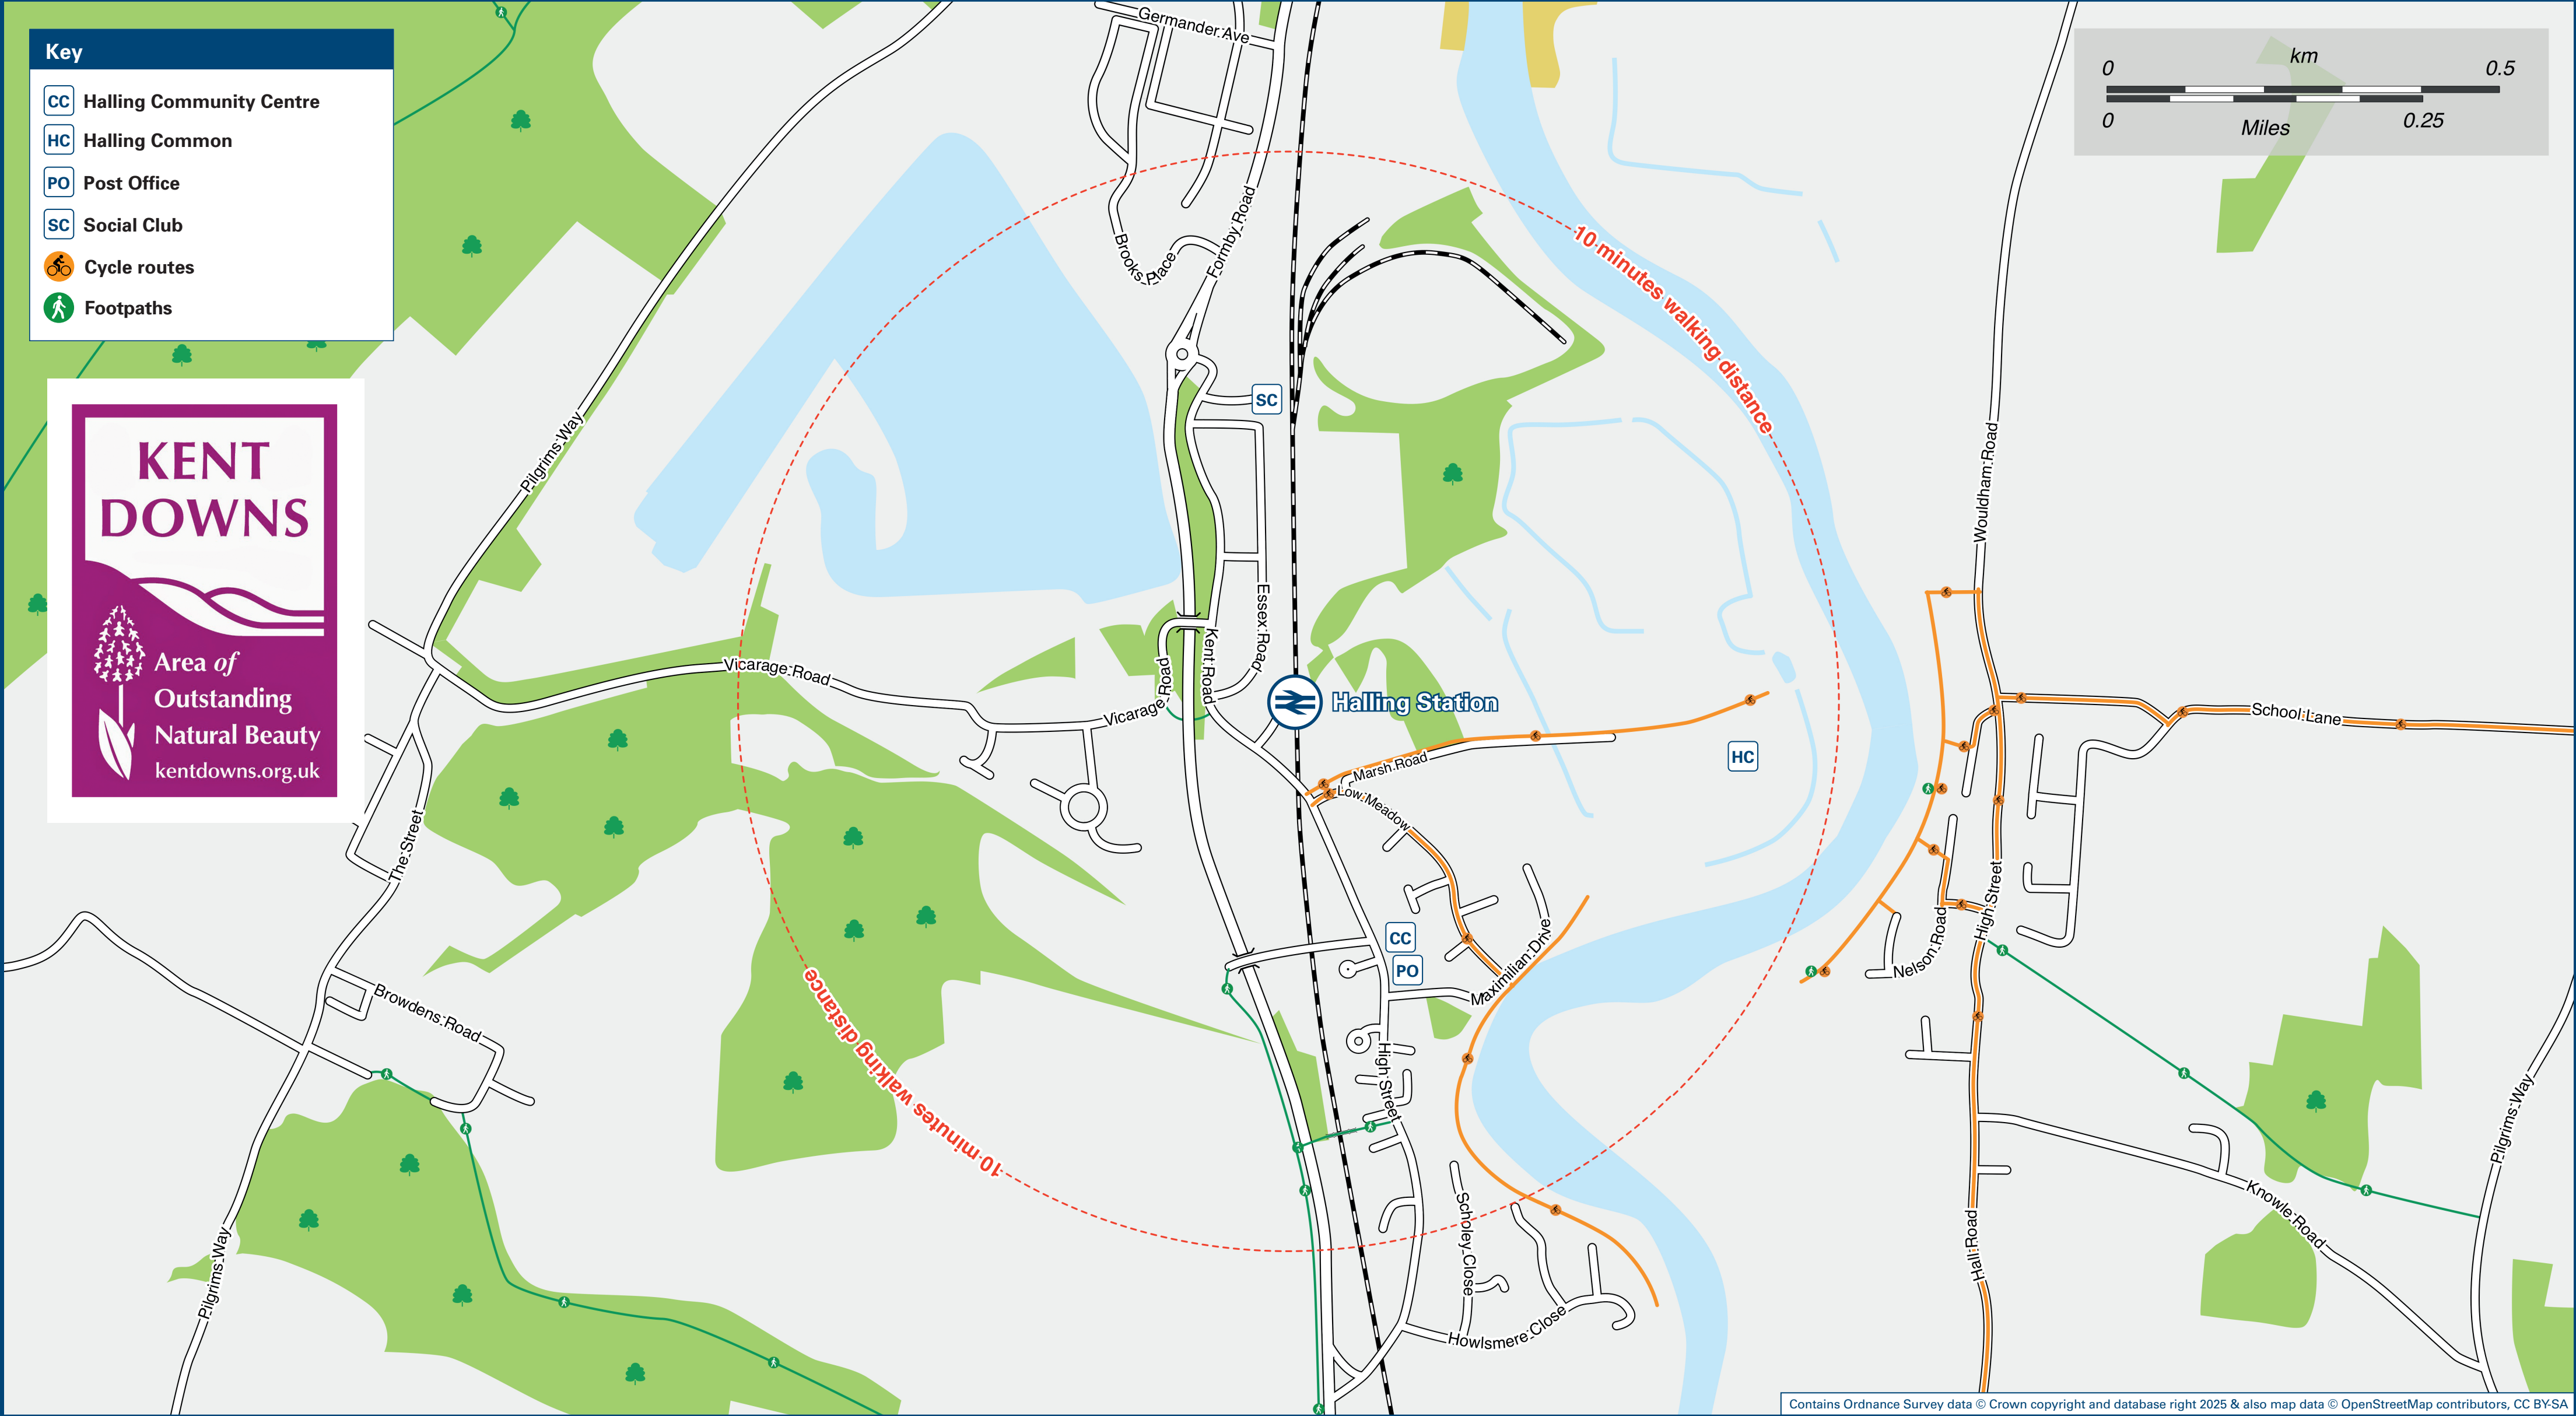 Key
CC Halling Community Centre
HC Halling Common
PO Post Office
SC Social Club
Cycle routes
Footpaths
KENT
DOWNS
Area of
Outstanding
Natural Beauty
kentdowns.org.uk
km
0 0.5
0 0.25
Miles
Germander Ave
Formby Road
Brooks Place
10 minutes walking distance
SC
Pilgrims Way
Wouldham Road
Essex Road
Kent Road
Vicarage Road
Vicarage Road
Vicarage Road
Halling Station
School Lane
HC
Marsh Road
Low Meadow
The Street
CC
PO
Maximilian Drive
High Street
Nelson Road
Browdens Road
10 minutes walking distance
High Street
Pilgrims Way
Knowle Road
Scholey Close
Hall Road
Pilgrims Way
Howlsmere Close
Contains Ordnance Survey data © Crown copyright and database right 2025 & also map data © OpenStreetMap contributors, CC BY-SA